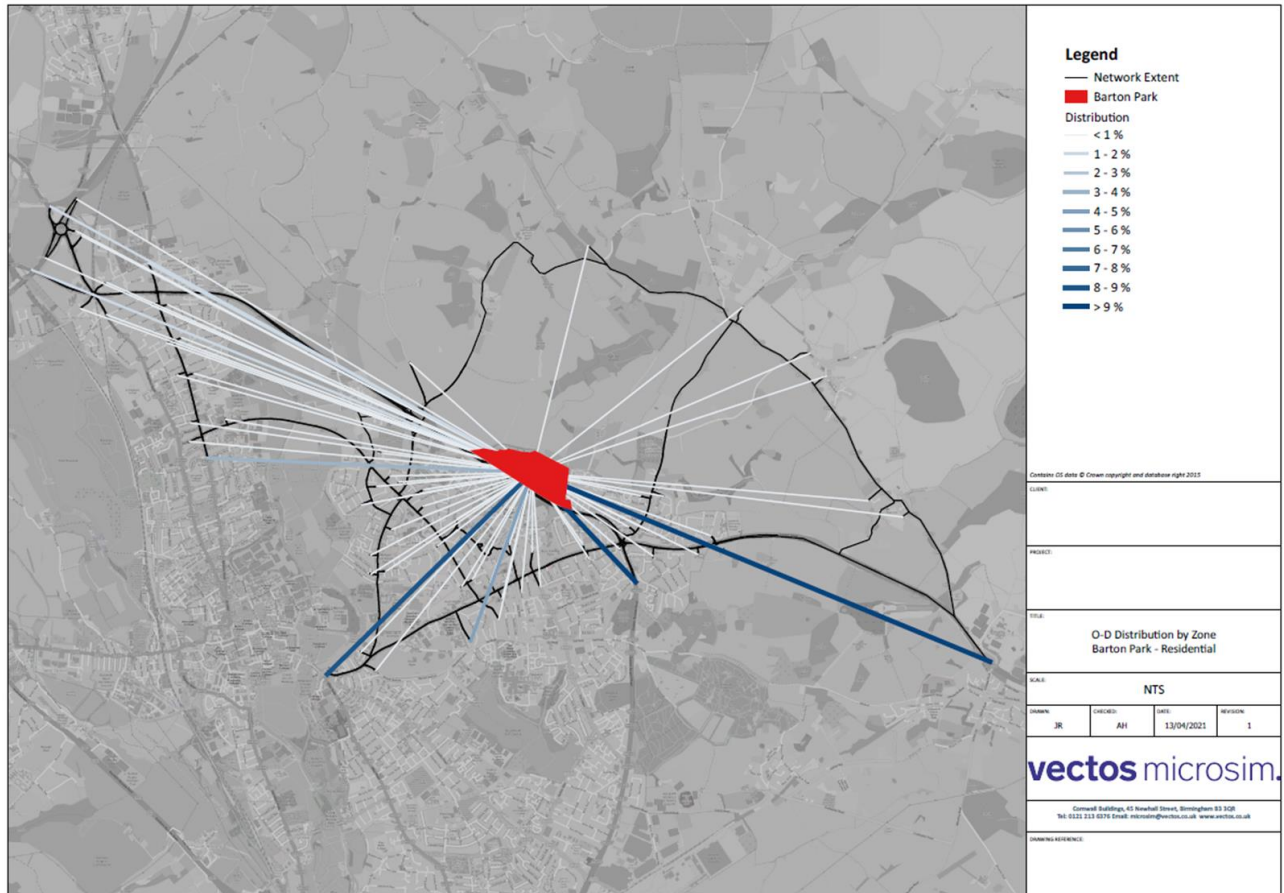 Legend
Network Extent
Barton Park
Distribution
< 1 %
1 - 2 %
2 - 3 %
3 - 4 %
4 - 5 %
5 - 6 %
6 - 7 %
7 - 8 %
8 - 9 %
> 9 %
Contains OS data © Crown copyright and database right 2015
CLIENT:
PROJECT:
TITLE:
O-D Distribution by Zone
Barton Park - Residential
SCALE:
NTS
DRAWN: CHECKED: DATE: REVISION:
JR AH 13/04/2021 1
vectos microsim.
Cornwall Buildings, 45 Newhall Street, Birmingham B3 3QR
Tel: 0121 213 6376 Email: microsim@vectos.co.uk www.vectos.co.uk
DRAWING REFERENCE: